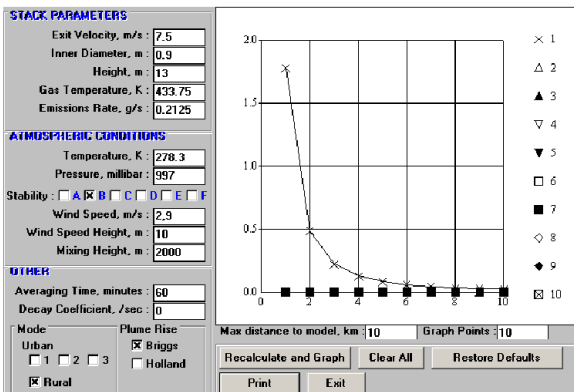 STACK PARAMETERS
Exit Velocity, m/s : 7.5
Inner Diameter, m : 0.9
Height, m : 13
Gas Temperature, K : 433.75
Emissions Rate, g/s : 0.2125
ATMOSPHERIC CONDITIONS
Temperature, K : 278.3
Pressure, millibar : 997
Stability : A B C D E F
Wind Speed, m/s : 2.9
Wind Speed Height, m : 10
Mixing Height, m : 2000
OTHER
Averaging Time, minutes : 60
Decay Coefficient, /sec : 0
Mode
Urban
1 2 3
Rural
Plume Rise
Briggs
Holland
2.0
1.5
1.0
0.5
0.0
0 2 4 6 8 10
1
2
3
4
5
6
7
8
9
10
Max distance to model, km : 10 Graph Points : 10
Recalculate and Graph Clear All Restore Defaults
Print Exit